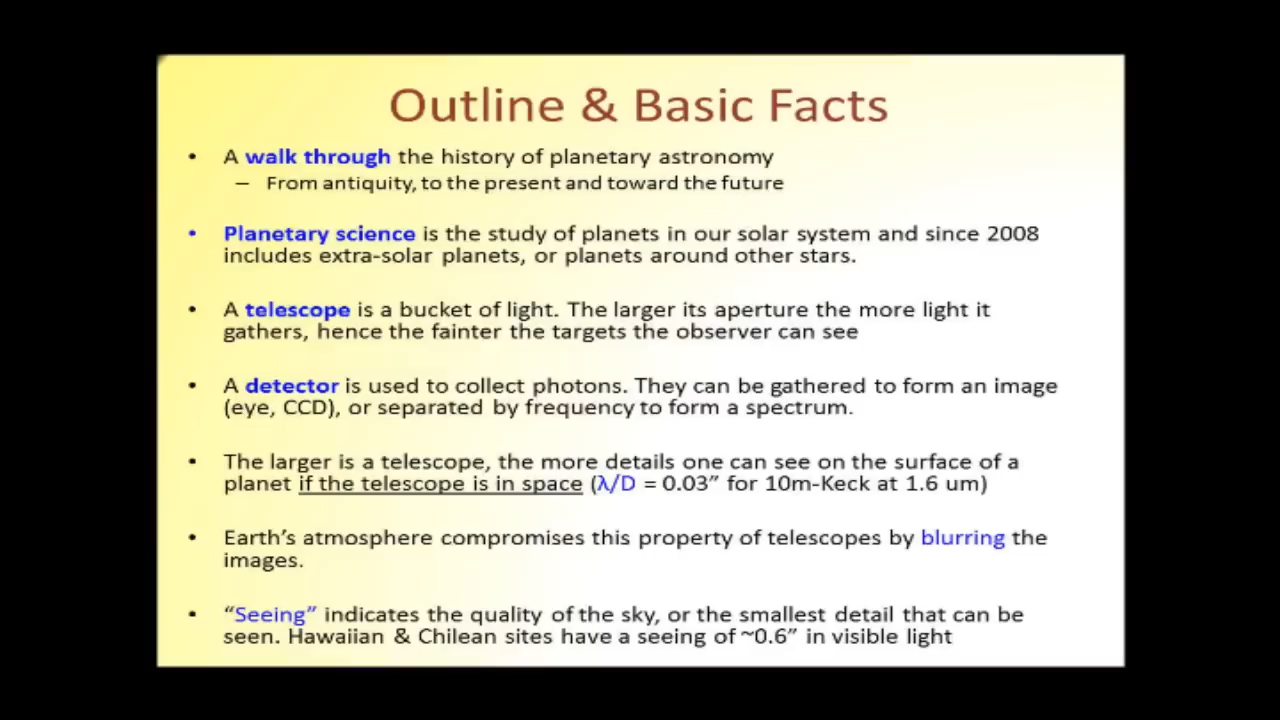 Outline & Basic Facts
• A walk through the history of planetary astronomy
– From antiquity, to the present and toward the future
• Planetary science is the study of planets in our solar system and since 2008
includes extra-solar planets, or planets around other stars.
• A telescope is a bucket of light. The larger its aperture the more light it
gathers, hence the fainter the targets the observer can see
• A detector is used to collect photons. They can be gathered to form an image
(eye, CCD), or separated by frequency to form a spectrum.
• The larger is a telescope, the more details one can see on the surface of a
planet if the telescope is in space (λ/D = 0.03” for 10m-Keck at 1.6 um)
• Earth’s atmosphere compromises this property of telescopes by blurring the
images.
• “Seeing” indicates the quality of the sky, or the smallest detail that can be
seen. Hawaiian & Chilean sites have a seeing of ~0.6” in visible light